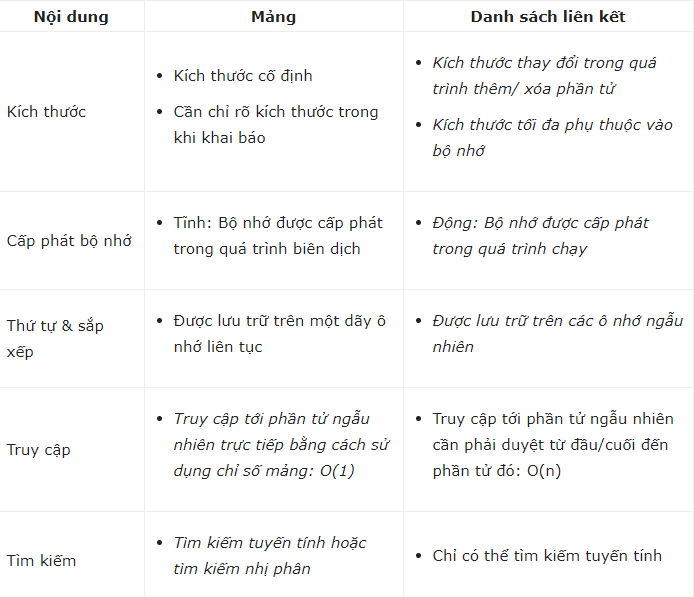 Nội dung
Mảng
Danh sách liên kết
Kích thước
Kích thước cố định
Cần chỉ rõ kích thước trong
khi khai báo
Kích thước thay đổi trong quá
trình thêm/ xóa phần tử
Kích thước tối đa phụ thuộc vào
bộ nhớ
Cấp phát bộ nhớ
Tĩnh: Bộ nhớ được cấp phát
trong quá trình biên dịch
Động: Bộ nhớ được cấp phát
trong quá trình chạy
Thứ tự & sắp
xếp
Được lưu trữ trên một dãy ô
nhớ liên tục
Được lưu trữ trên các ô nhớ ngẫu
nhiên
Truy cập
Truy cập tới phần tử ngẫu
nhiên trực tiếp bằng cách sử
dụng chỉ số mảng: O(1)
Truy cập tới phần tử ngẫu nhiên
cần phải duyệt từ đầu/cuối đến
phần tử đó: O(n)
Tìm kiếm
Tìm kiếm tuyến tính hoặc
tìm kiếm nhị phân
Chỉ có thể tìm kiếm tuyến tính